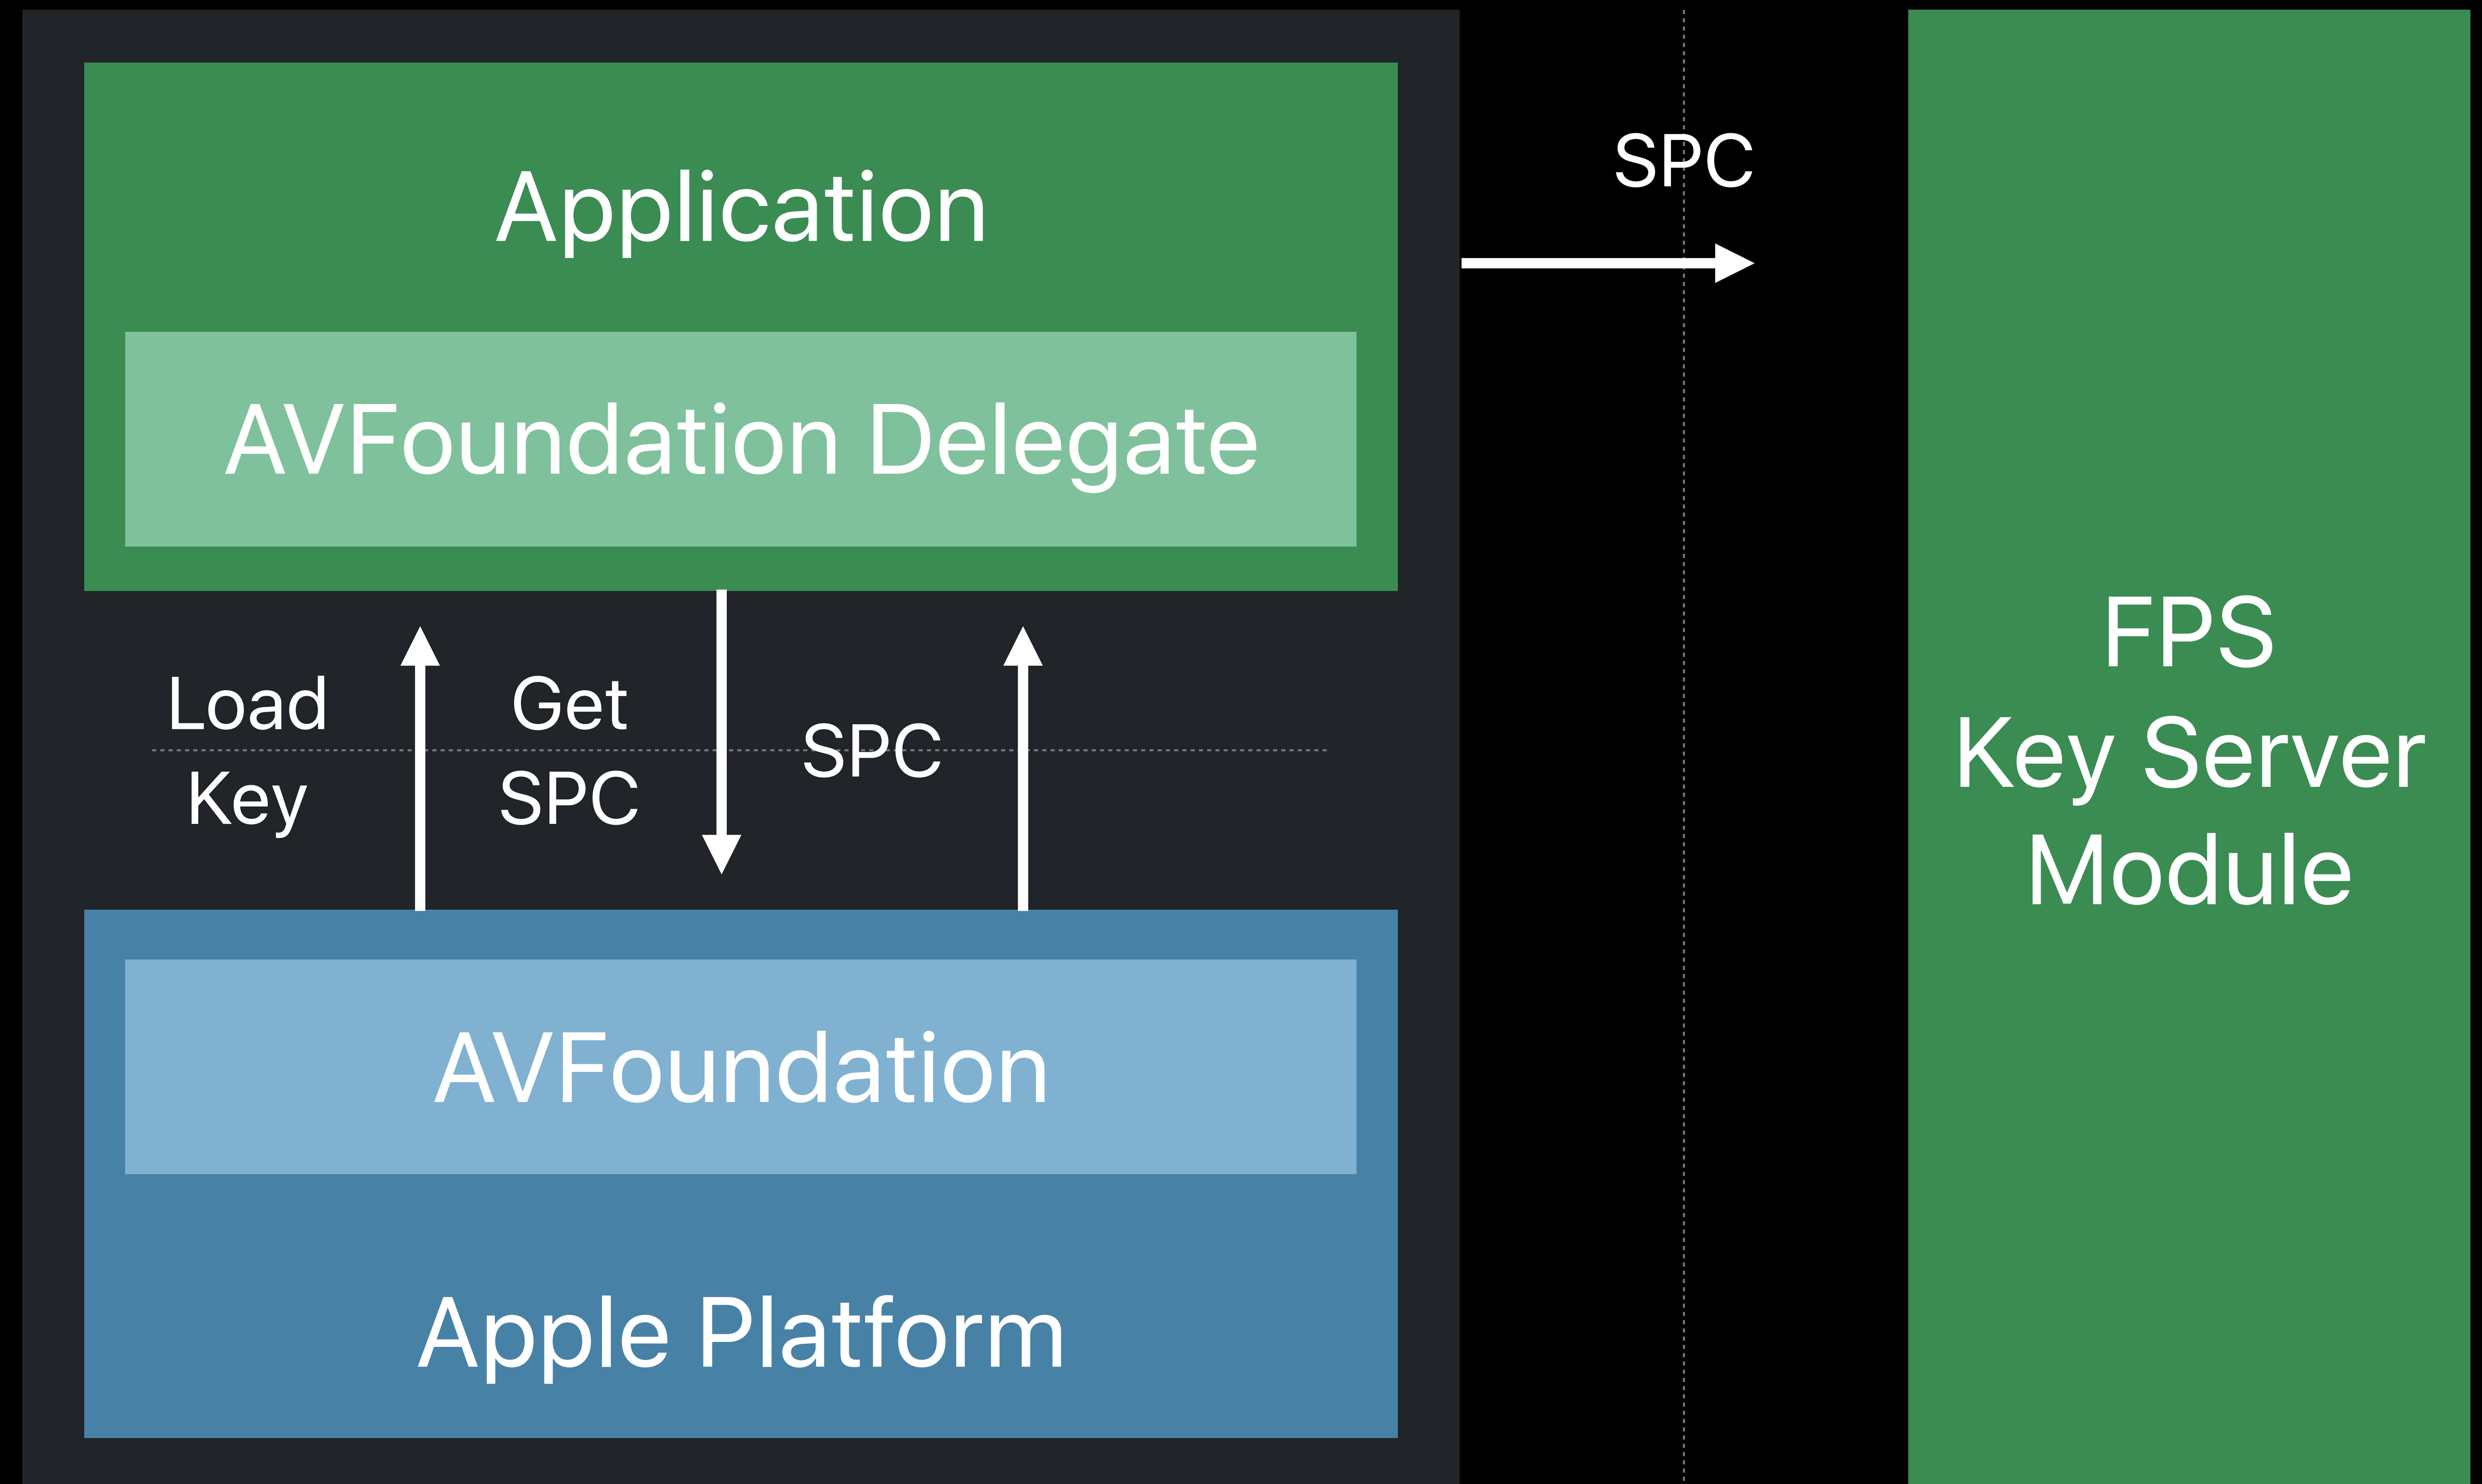 Application
AVFoundation Delegate
Load
Key
Get
SPC
SPC
AVFoundation
Apple Platform
SPC
FPS
Key Server
Module